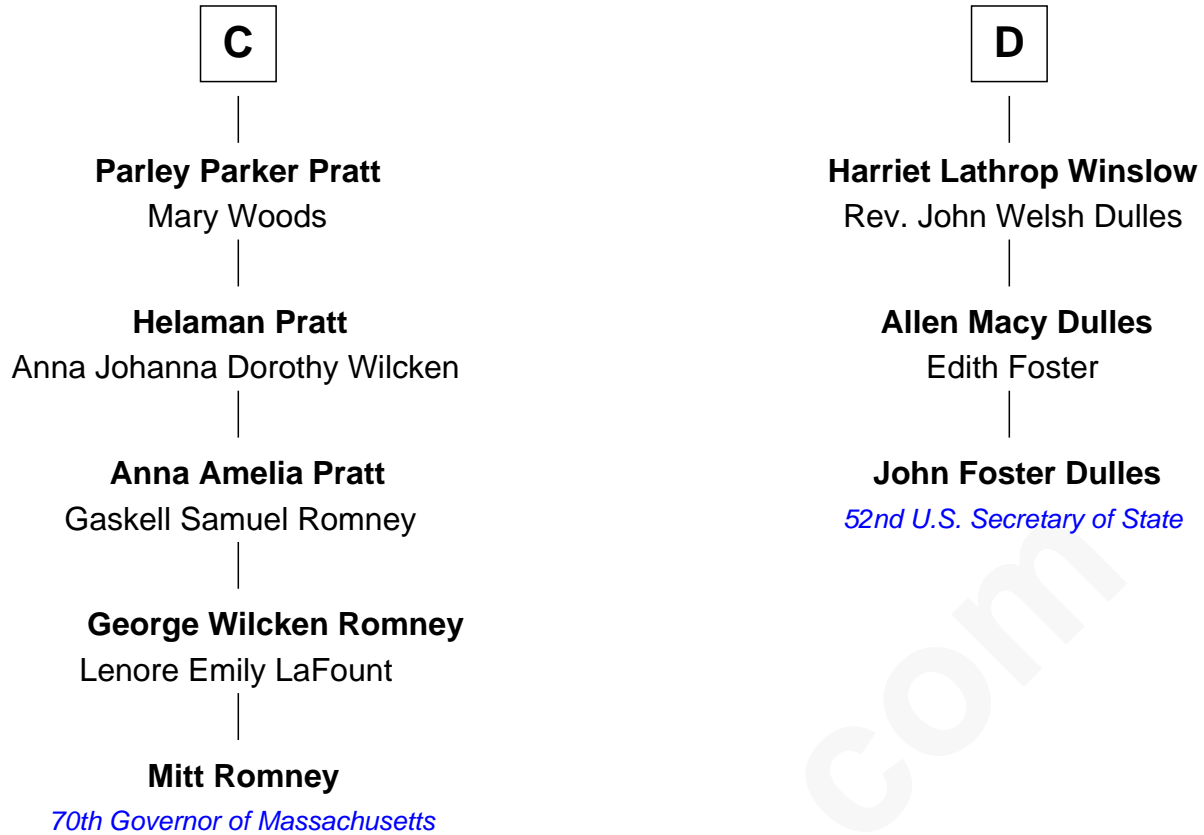 C
Parley Parker Pratt
Mary Woods
Helaman Pratt
Anna Johanna Dorothy Wilcken
Anna Amelia Pratt
Gaskell Samuel Romney
George Wilcken Romney
Lenore Emily LaFount
Mitt Romney
70th Governor of Massachusetts
D
Harriet Lathrop Winslow
Rev. John Welsh Dulles
Allen Macy Dulles
Edith Foster
John Foster Dulles
52nd U.S. Secretary of State
com